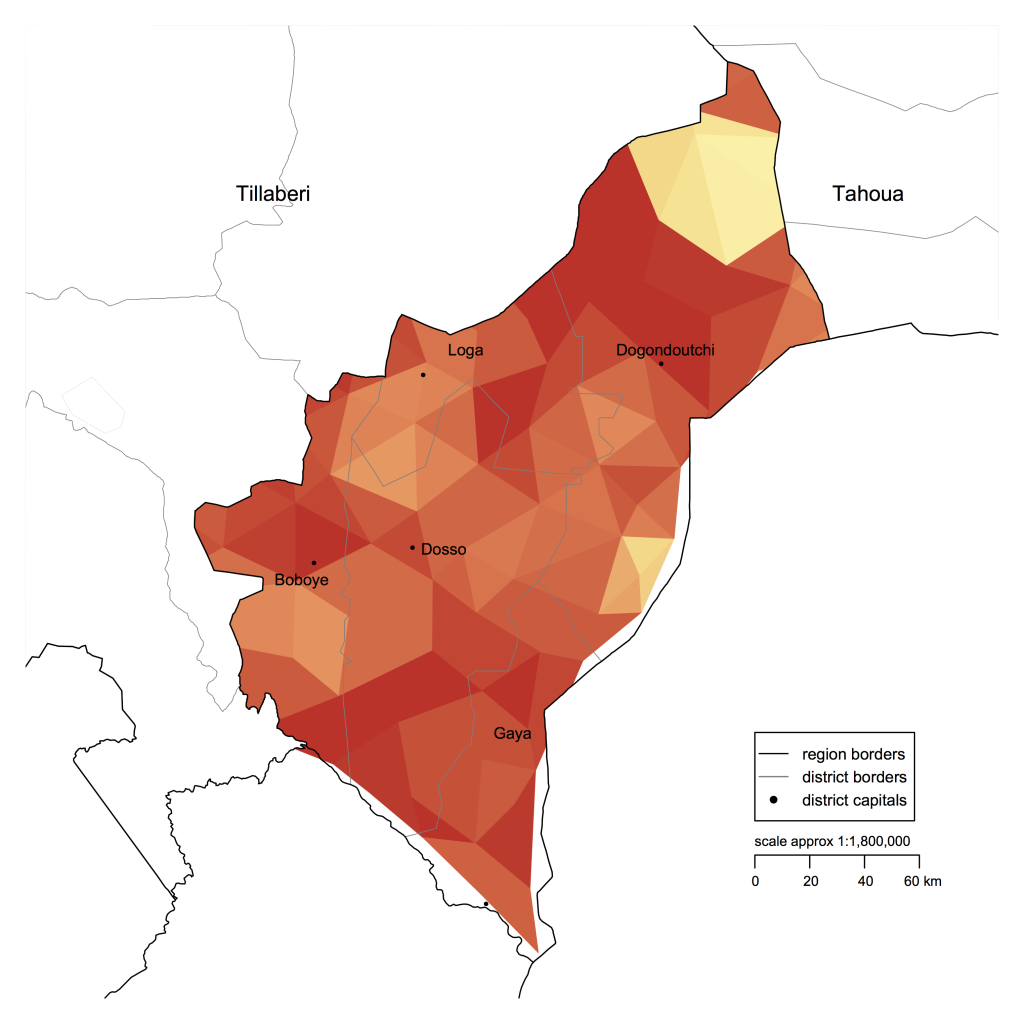 Tillaberi
Tahoua
Loga
Dogondoutchi
Dosso
Boboye
Gaya
region borders
district borders
district capitals
scale approx 1:1,800,000
0 20 40 60 km